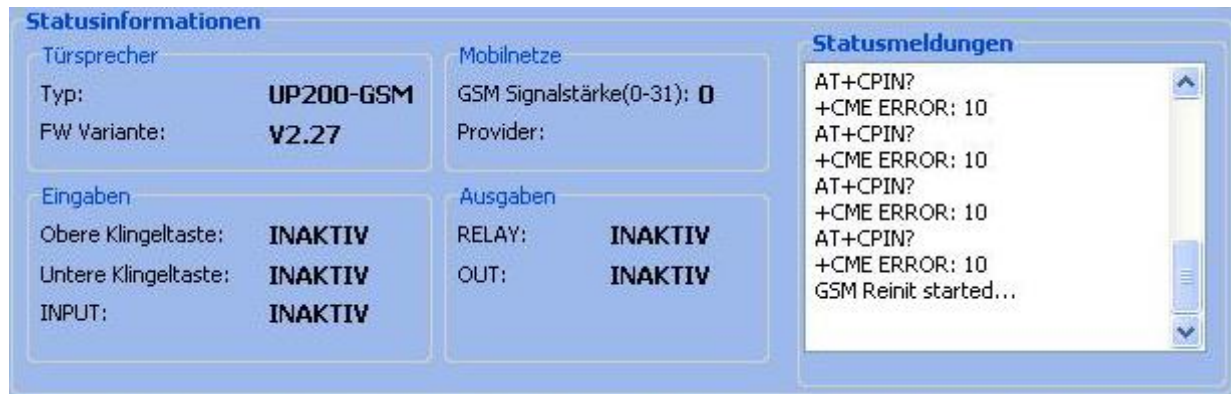 Statusinformationen
Türsprecher
Typ: UP200-GSM
FW Variante: V2.27
Mobilnetze
GSM Signalstärke(0-31): 0
Provider:
Eingaben
Obere Klingeltaste: INAKTIV
Untere Klingeltaste: INAKTIV
INPUT: INAKTIV
Ausgaben
RELAY: INAKTIV
OUT: INAKTIV
Statusmeldungen
AT+CPIN?
+CME ERROR: 10
AT+CPIN?
+CME ERROR: 10
AT+CPIN?
+CME ERROR: 10
AT+CPIN?
+CME ERROR: 10
GSM Reinit started...